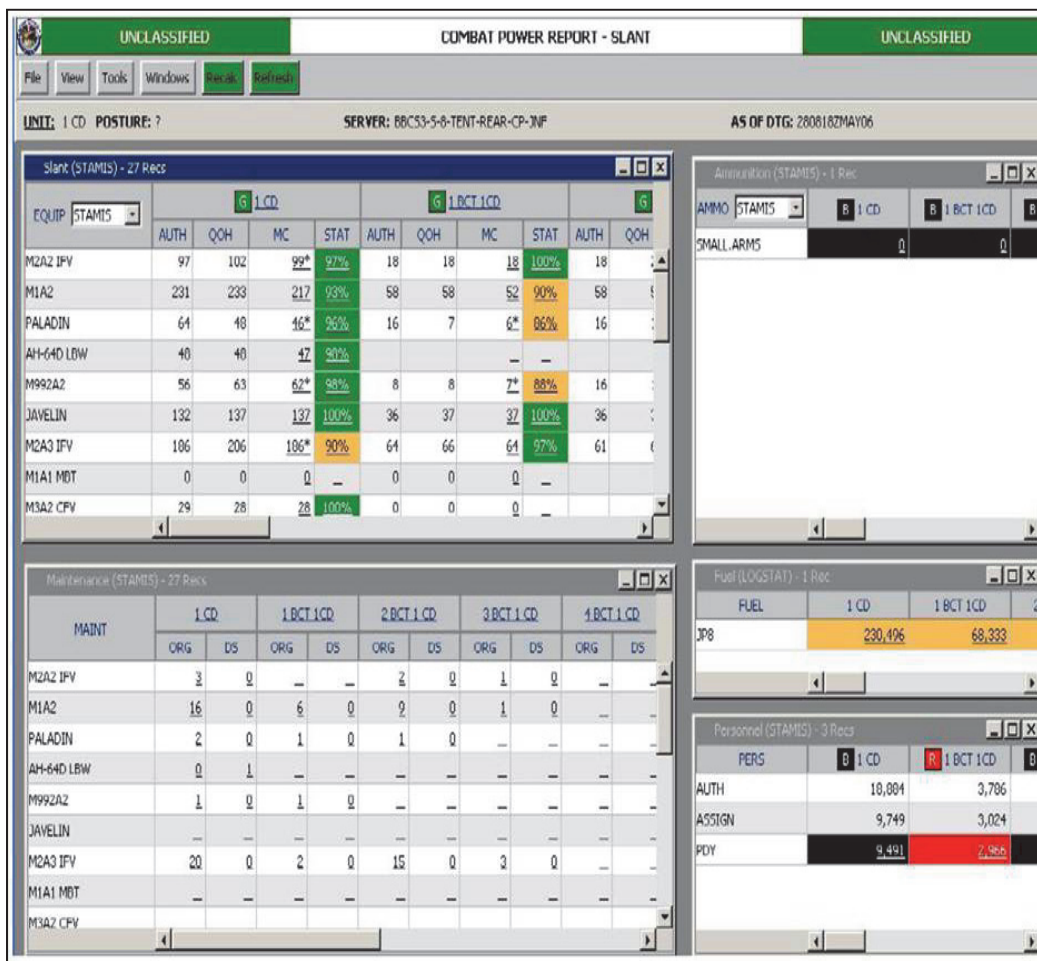 UNCLASSIFIED COMBAT POWER REPORT - SLANT UNCLASSIFIED
File View Tools Windows Recalc Refresh
UNIT: 1 CD POSTURE: ? SERVER: BBC53-5-8-TENT-REAR-CP-JNF AS OF DTG: 280818ZMAY06
Slant (STAMIS) - 27 Recs
EQUIP STAMIS G 1 CD G 1 BCT 1CD G
AUTH QOH MC STAT AUTH QOH MC STAT AUTH QOH
M2A2 IFV 97 102 99* 97% 18 18 18 100% 18
M1A2 231 233 217 93% 58 58 52 90% 58
PALADIN 64 48 46* 96% 16 7 6* 86% 16
AH-64D LBW 48 48 47 98% _ _
M992A2 56 63 62* 98% 8 8 7* 88% 16
JAVELIN 132 137 137 100% 36 37 37 100% 36
M2A3 IFV 186 206 186* 90% 64 66 64 97% 61
M1A1 MBT 0 0 0 _ 0 0 0 _
M3A2 CFV 29 28 28 100% 0 0 0 _
Ammunition (STAMIS) - 1 Rec
AMMO STAMIS B 1 CD B 1 BCT 1CD B
SMALL.ARMS 0 0
Maintenance (STAMIS) - 27 Recs
MAINT 1 CD 1 BCT 1CD 2 BCT 1 CD 3 BCT 1 CD 4 BCT 1 CD
ORG DS ORG DS ORG DS ORG DS ORG DS
M2A2 IFV 3 0 _ _ 2 0 1 0 _ _
M1A2 16 0 6 0 9 0 1 0 _ _
PALADIN 2 0 1 0 1 0 _ _ _ _
AH-64D LBW 0 1 _ _ _ _ _ _ _ _
M992A2 1 0 1 0 _ _ _ _ _ _
JAVELIN _ _ _ _ _ _ _ _ _ _
M2A3 IFV 20 0 2 0 15 0 3 0 _ _
M1A1 MBT _ _ _ _ _ _ _ _ _ _
M3A2 CFV
Fuel (LOGSTAT) - 1 Rec
FUEL 1 CD 1 BCT 1CD 2
JP8 230,496 68,333
Personnel (STAMIS) - 3 Recs
PERS B 1 CD R 1 BCT 1CD B
AUTH 18,884 3,786
ASSIGN 9,749 3,024
PDY 9,491 2,966